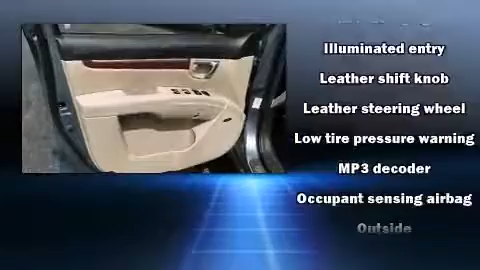 Illuminated entry
Leather shift knob
Leather steering wheel
Low tire pressure warning
MP3 decoder
Occupant sensing airbag
Outside